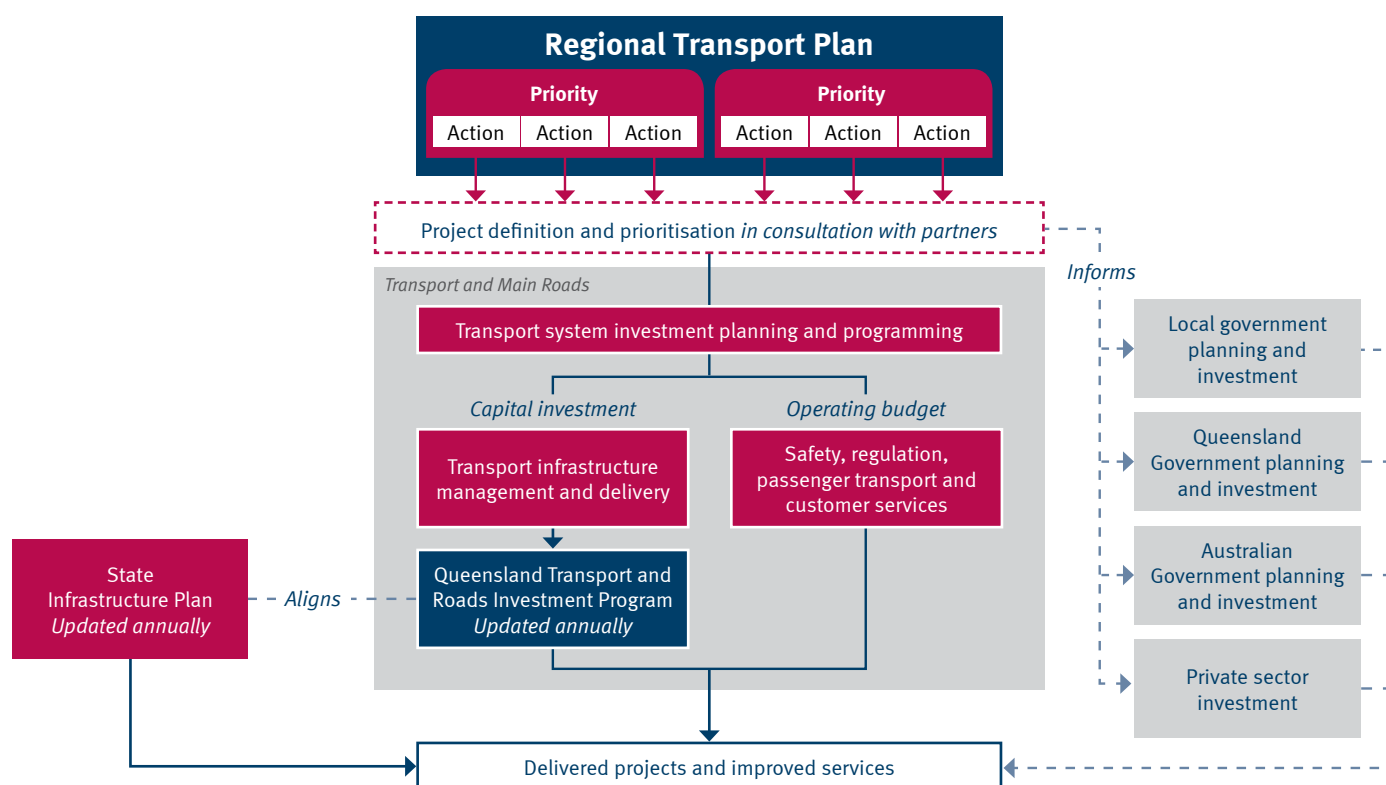 Regional Transport Plan
Priority
Action Action Action
Priority
Action Action Action
Project definition and prioritisation in consultation with partners
Informs
Transport and Main Roads
Transport system investment planning and programming
Capital investment
Operating budget
Transport infrastructure
management and delivery
Safety, regulation,
passenger transport and
customer services
State
Infrastructure Plan
Updated annually
Aligns
Queensland Transport and
Roads Investment Program
Updated annually
Local government
planning and
investment
Queensland
Government planning
and investment
Australian
Government planning
and investment
Private sector
investment
Delivered projects and improved services